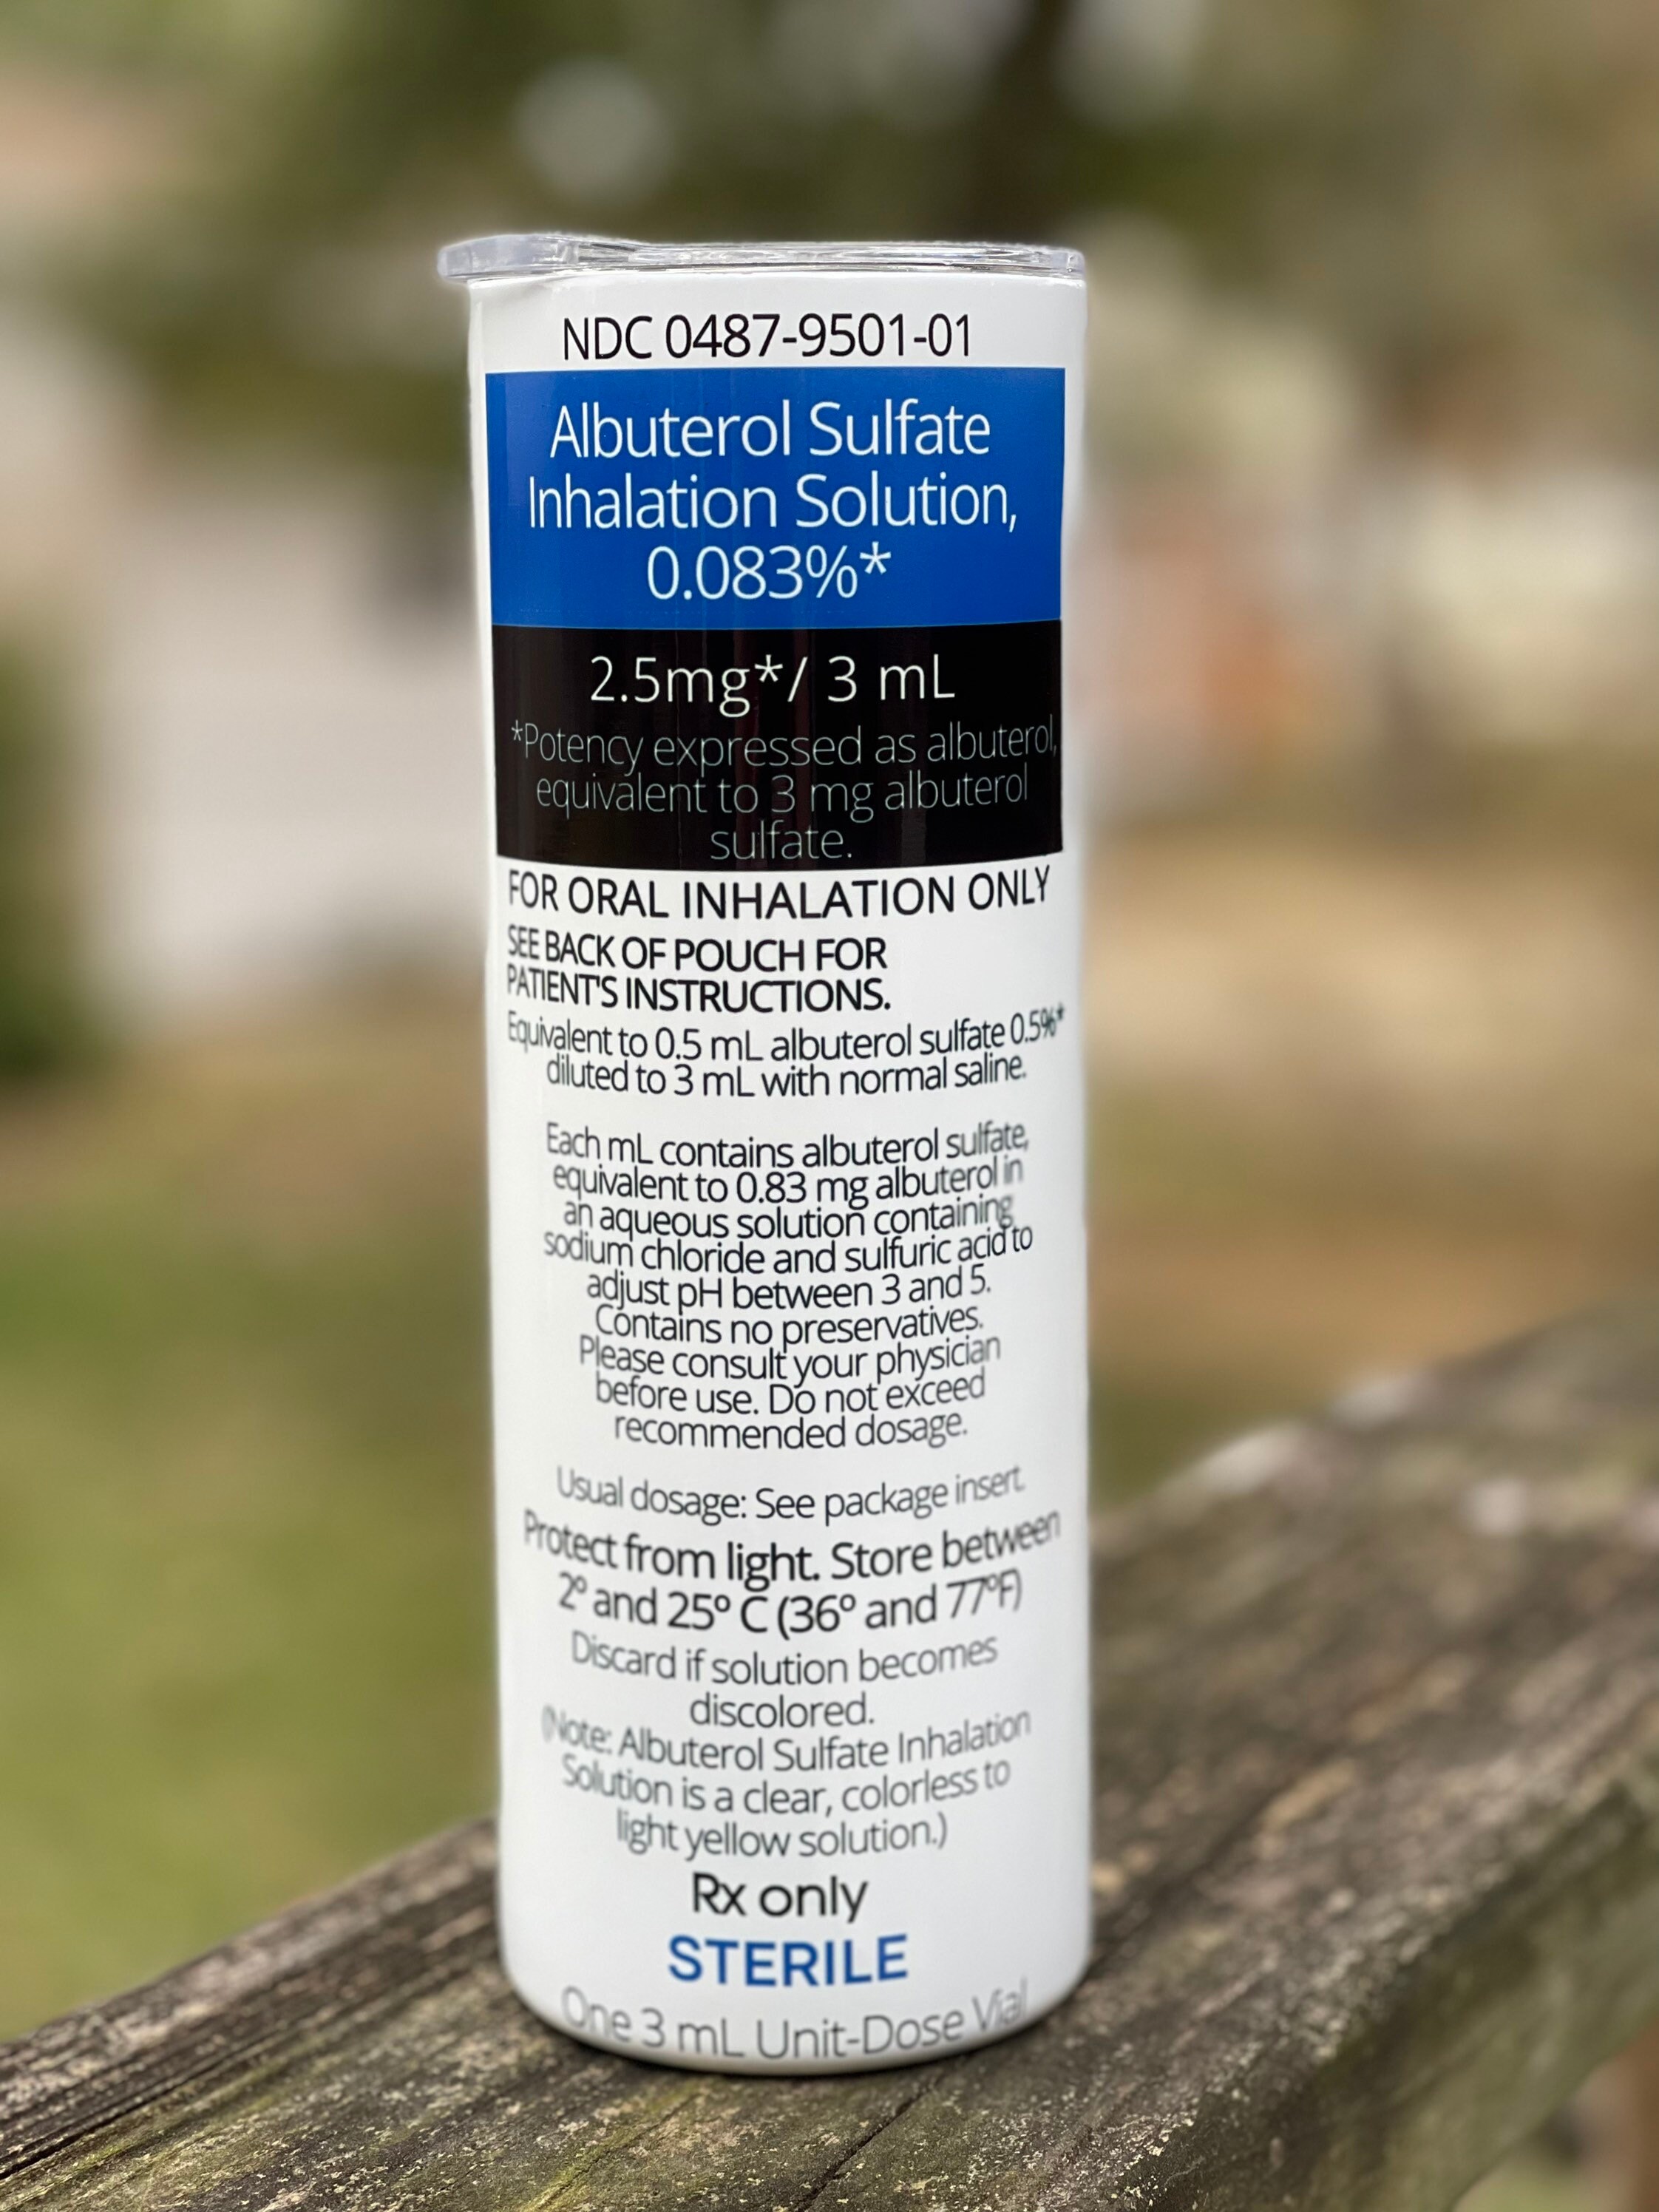 NDC 0487-9501-01
Albuterol Sulfate
Inhalation Solution,
0.083%*
2.5mg*/ 3 mL
*Potency expressed as albuterol,
equivalent to 3 mg albuterol
sulfate.
FOR ORAL INHALATION ONLY
SEE BACK OF POUCH FOR
PATIENT'S INSTRUCTIONS.
Equivalent to 0.5 mL albuterol sulfate 0.5%*
diluted to 3 mL with normal saline.
Each mL contains albuterol sulfate,
equivalent to 0.83 mg albuterol in
an aqueous solution containing
sodium chloride and sulfuric acid to
adjust pH between 3 and 5.
Contains no preservatives.
Please consult your physician
before use. Do not exceed
recommended dosage.
Usual dosage: See package insert.
Protect from light. Store between
2º and 25º C (36º and 77ºF)
Discard if solution becomes
discolored.
(Note: Albuterol Sulfate Inhalation
Solution is a clear, colorless to
light yellow solution.)
Rx only
STERILE
One 3 mL Unit-Dose Vial